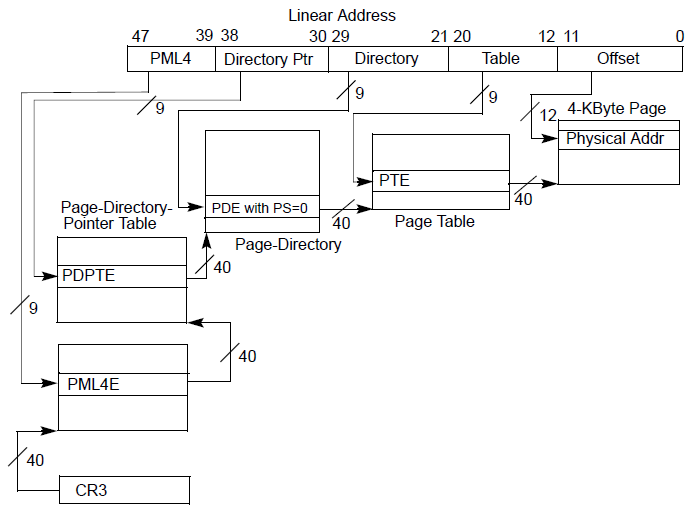 Linear Address
47 39 38 30 29 21 20 12 11 0
PML4 Directory Ptr Directory Table Offset
9 9 9
12
4-KByte Page
Physical Addr
PTE
40
Page Table
PDE with PS=0
40
Page-Directory
Page-Directory-
Pointer Table
PDPTE
40
9
40
PML4E
40
CR3